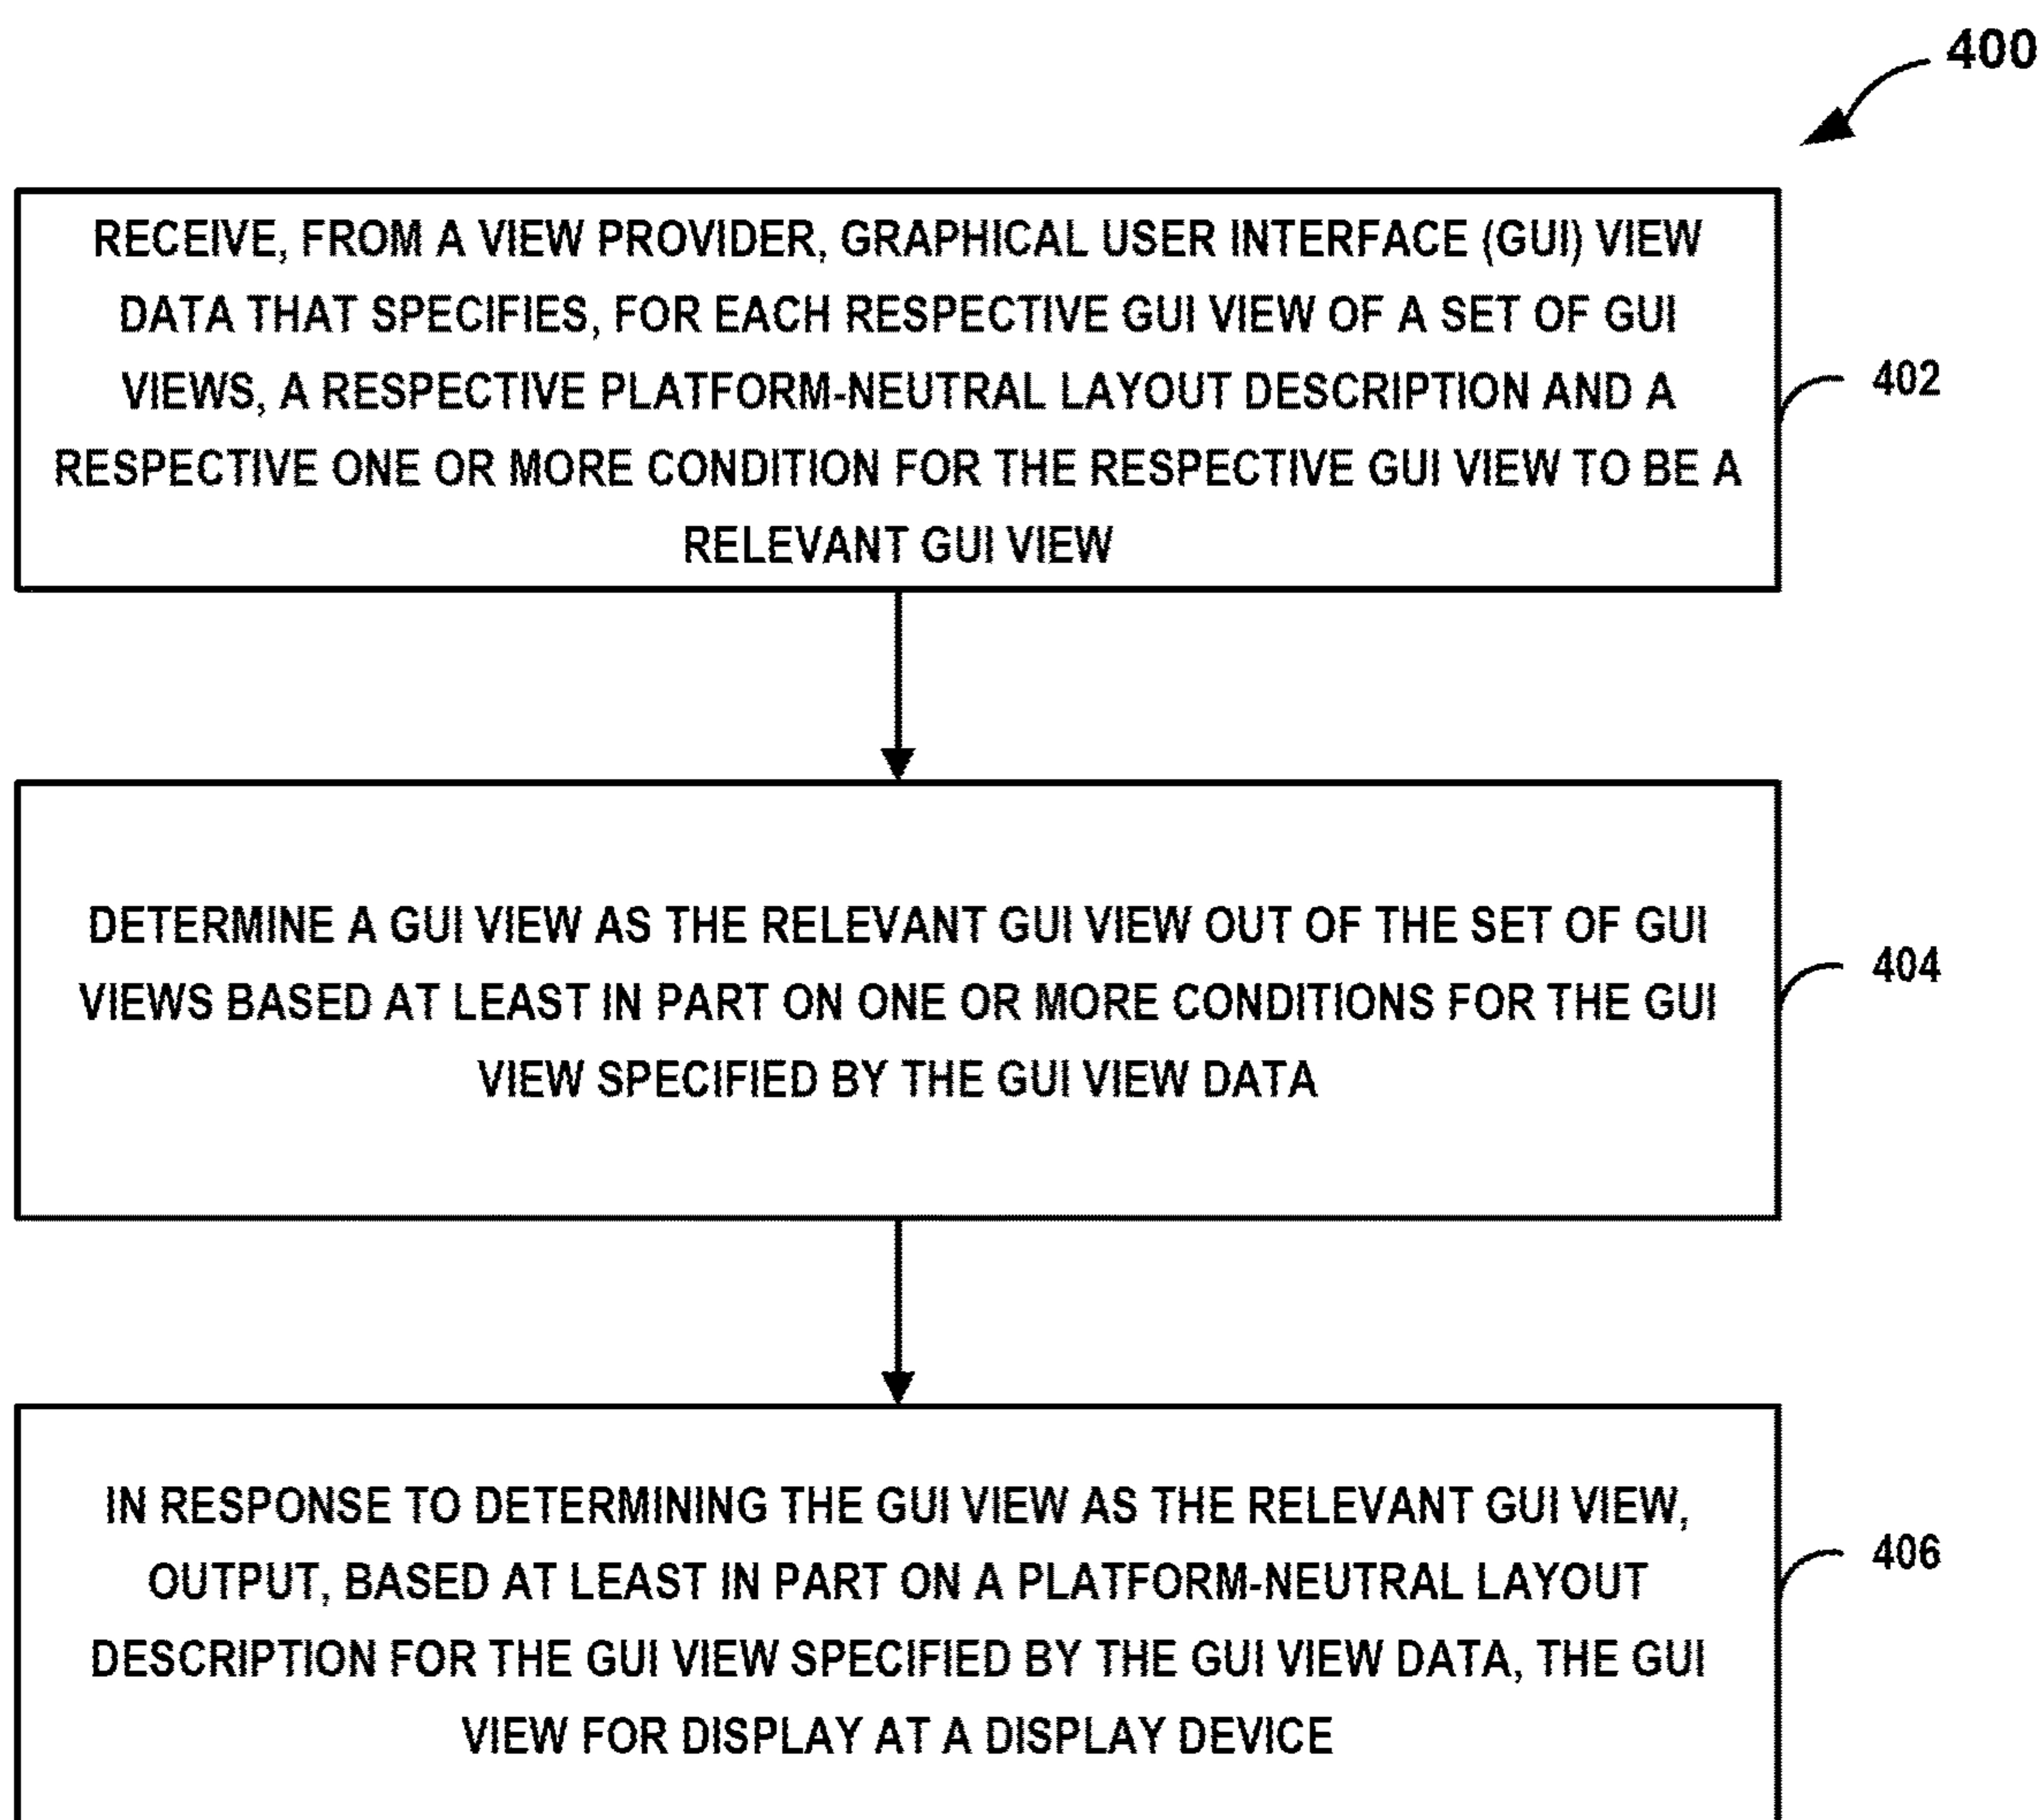 400
RECEIVE, FROM A VIEW PROVIDER, GRAPHICAL USER INTERFACE (GUI) VIEW
DATA THAT SPECIFIES, FOR EACH RESPECTIVE GUI VIEW OF A SET OF GUI
VIEWS, A RESPECTIVE PLATFORM-NEUTRAL LAYOUT DESCRIPTION AND A
RESPECTIVE ONE OR MORE CONDITION FOR THE RESPECTIVE GUI VIEW TO BE A
RELEVANT GUI VIEW
402
DETERMINE A GUI VIEW AS THE RELEVANT GUI VIEW OUT OF THE SET OF GUI
VIEWS BASED AT LEAST IN PART ON ONE OR MORE CONDITIONS FOR THE GUI
VIEW SPECIFIED BY THE GUI VIEW DATA
404
IN RESPONSE TO DETERMINING THE GUI VIEW AS THE RELEVANT GUI VIEW,
OUTPUT, BASED AT LEAST IN PART ON A PLATFORM-NEUTRAL LAYOUT
DESCRIPTION FOR THE GUI VIEW SPECIFIED BY THE GUI VIEW DATA, THE GUI
VIEW FOR DISPLAY AT A DISPLAY DEVICE
406